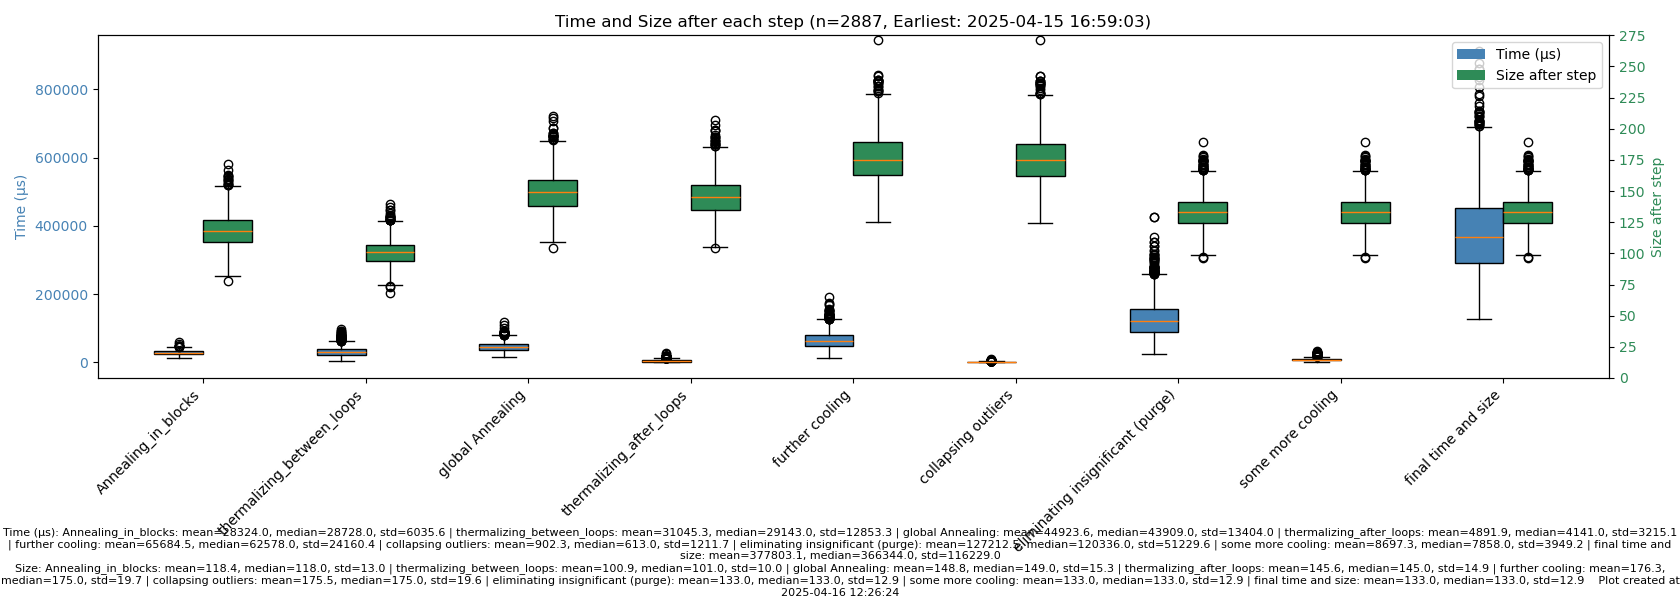 Time and Size after each step (n=2887, Earliest: 2025-04-15 16:59:03)
Time (µs)
Size after step
800000
600000
400000
200000
0
Time (µs)
275
250
225
200
175
150
125
100
75
50
25
0
Size after step
Annealing_in_blocks
thermalizing_between_loops
global Annealing
thermalizing_after_loops
further cooling
collapsing outliers
eliminating insignificant (purge)
some more cooling
final time and size
Time (µs): Annealing_in_blocks: mean=28324.0, median=28728.0, std=6035.6 | thermalizing_between_loops: mean=31045.3, median=29143.0, std=12853.3 | global Annealing: mean=44923.6, median=43909.0, std=13404.0 | thermalizing_after_loops: mean=4891.9, median=4141.0, std=3215.1
| further cooling: mean=65684.5, median=62578.0, std=24160.4 | collapsing outliers: mean=902.3, median=613.0, std=1211.7 | eliminating insignificant (purge): mean=127212.5, median=120336.0, std=51229.6 | some more cooling: mean=8697.3, median=7858.0, std=3949.2 | final time and
size: mean=377803.1, median=366344.0, std=116229.0
Size: Annealing_in_blocks: mean=118.4, median=118.0, std=13.0 | thermalizing_between_loops: mean=100.9, median=101.0, std=10.0 | global Annealing: mean=148.8, median=149.0, std=15.3 | thermalizing_after_loops: mean=145.6, median=145.0, std=14.9 | further cooling: mean=176.3,
median=175.0, std=19.7 | collapsing outliers: mean=175.5, median=175.0, std=19.6 | eliminating insignificant (purge): mean=133.0, median=133.0, std=12.9 | some more cooling: mean=133.0, median=133.0, std=12.9 | final time and size: mean=133.0, median=133.0, std=12.9 Plot created at
2025-04-16 12:26:24